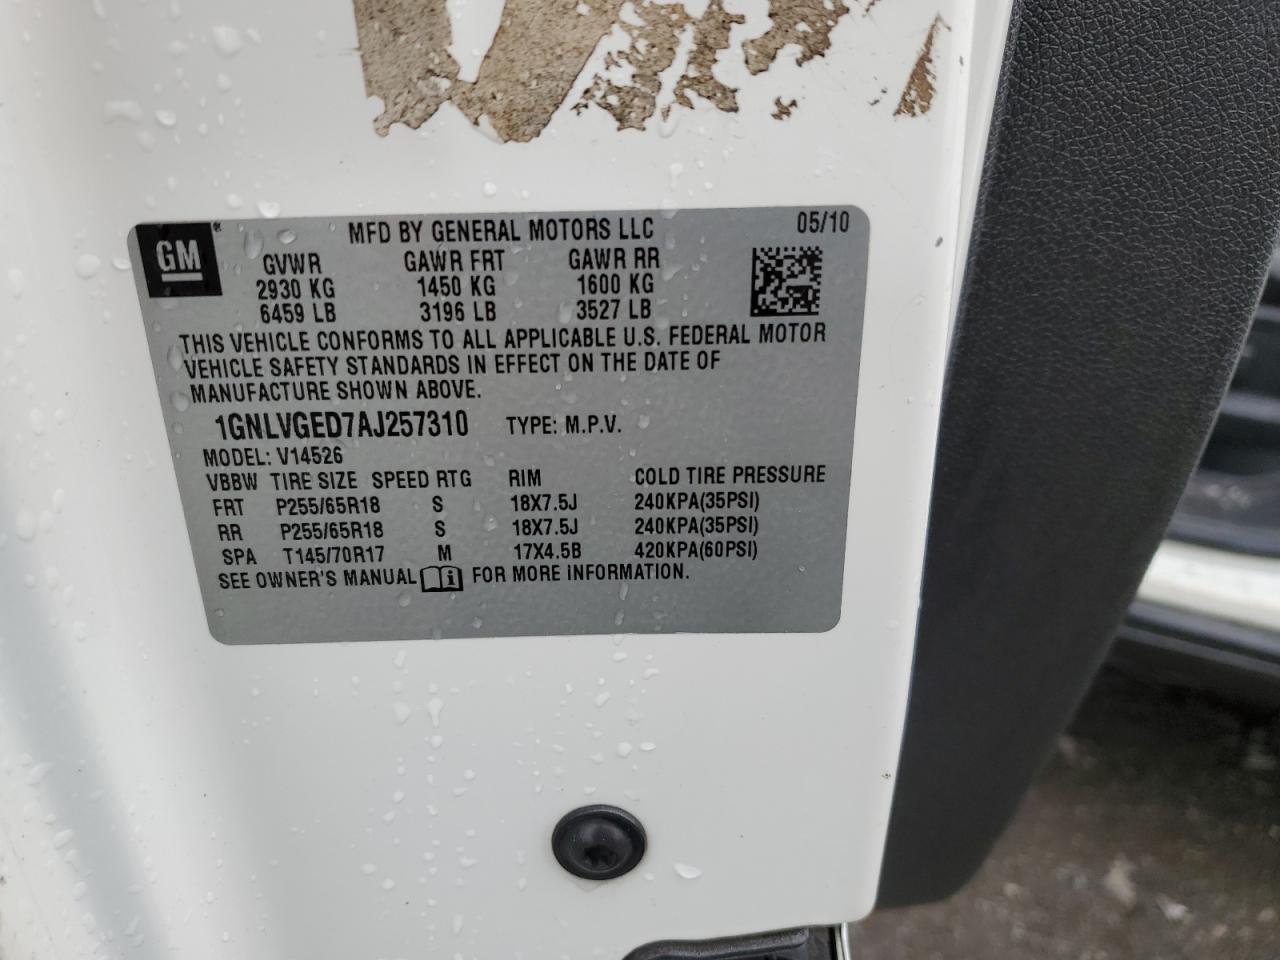 GM®
MFD BY GENERAL MOTORS LLC 05/10
GVWR GAWR FRT GAWR RR
2930 KG 1450 KG 1600 KG
6459 LB 3196 LB 3527 LB
THIS VEHICLE CONFORMS TO ALL APPLICABLE U.S. FEDERAL MOTOR
VEHICLE SAFETY STANDARDS IN EFFECT ON THE DATE OF
MANUFACTURE SHOWN ABOVE.
1GNLVGED7AJ257310 TYPE: M.P.V.
MODEL: V14526
VBBW TIRE SIZE SPEED RTG RIM COLD TIRE PRESSURE
FRT P255/65R18 S 18X7.5J 240KPA(35PSI)
RR P255/65R18 S 18X7.5J 240KPA(35PSI)
SPA T145/70R17 M 17X4.5B 420KPA(60PSI)
SEE OWNER'S MANUAL i FOR MORE INFORMATION.